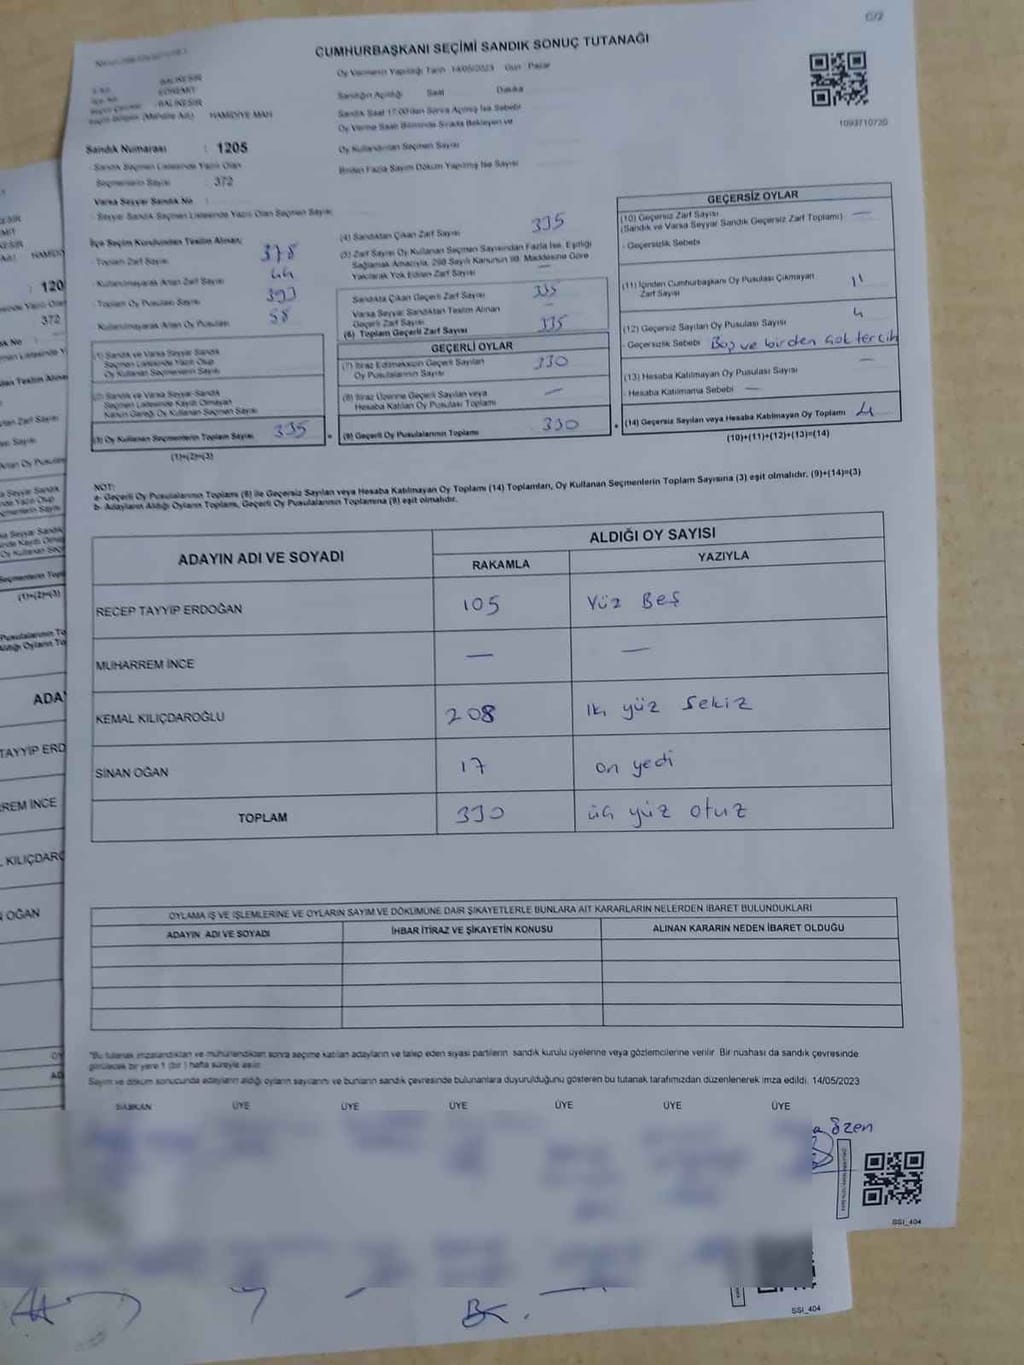 C/2
CUMHURBAŞKANI SEÇİMİ SANDIK SONUÇ TUTANAĞI
Oy Vermenin Yapıldığı Tarih 14/05/2023 Gün : Pazar
BALIKESİR
EDREMİT
BALIKESİR
HAMİDİYE MAH
Sandığın Açıldığı Saat Dakika
Sandık Saat 17:00'dan Sonra Açılmış İse Sebebi
Oy Verme Saati Bitiminde Sırada Bekleyen ve
Oy Kullandırılan Seçmen Sayısı
Birden Fazla Sayım Döküm Yapılmış İse Sayısı
1093710720
Sandık Numarası : 1205
Sandık Seçmen Listesinde Yazılı Olan
Seçmenlerin Sayısı 372
Varsa Seyyar Sandık No :
Seyyar Sandık Seçmen Listesinde Yazılı Olan Seçmen Sayısı
İlçe Seçim Kurulundan Teslim Alınan;
Toplam Zarf Sayısı 378
Kullanılmayarak Artan Zarf Sayısı 44
Toplam Oy Pusulası Sayısı 393
Kullanılmayarak Artan Oy Pusulası 58
(1) Sandık ve Varsa Seyyar Sandık
Seçmen Listesinde Yazılı Olup
Oy Kullanan Seçmen Sayısı
(2) Sandık ve Varsa Seyyar Sandık
Seçmen Listesinde Kayıtlı Olmayan
Kanun Gereği Oy Kullanan Seçmen Sayısı
(3) Oy Kullanan Seçmenlerin Toplam Sayısı 335
(1)+(2)=(3)
(4) Sandıktan Çıkan Zarf Sayısı 335
(5) Zarf Sayısı Oy Kullanan Seçmen Sayısından Fazla İse, Eşitliği
Sağlamak Amacıyla, 298 Sayılı Kanunun 98. Maddesine Göre
Yakılarak Yok Edilen Zarf Sayısı —
Sandıkta Çıkan Geçerli Zarf Sayısı 335
Varsa Seyyar Sandıktan Teslim Alınan
Geçerli Zarf Sayısı —
(6) Toplam Geçerli Zarf Sayısı 335
GEÇERLİ OYLAR
(7) İtiraz Edilmeksizin Geçerli Sayılan
Oy Pusulalarının Sayısı 330
(8) İtiraz Üzerine Geçerli Sayılan veya
Hesaba Katılan Oy Pusulası Toplamı —
(9) Geçerli Oy Pusulalarının Toplamı 330
GEÇERSİZ OYLAR
(10) Geçersiz Zarf Sayısı —
(Sandık ve Varsa Seyyar Sandık Geçersiz Zarf Toplamı)
Geçersizlik Sebebi
(11) İçinden Cumhurbaşkanı Oy Pusulası Çıkmayan
Zarf Sayısı
(12) Geçersiz Sayılan Oy Pusulası Sayısı 4
Geçersizlik Sebebi Boş ve birden çok tercih
(13) Hesaba Katılmayan Oy Pusulası Sayısı —
Hesaba Katılmama Sebebi —
(14) Geçersiz Sayılan veya Hesaba Katılmayan Oy Toplamı 4
(10)+(11)+(12)+(13)=(14)
NOT:
a- Geçerli Oy Pusulalarının Toplamı (9) ile Geçersiz Sayılan veya Hesaba Katılmayan Oy Toplamı (14) Toplamları, Oy Kullanan Seçmenlerin Toplam Sayısına (3) eşit olmalıdır. (9)+(14)=(3)
b- Adayların Aldığı Oyların Toplamı, Geçerli Oy Pusulalarının Toplamına (9) eşit olmalıdır.
ADAYIN ADI VE SOYADI
ALDIĞI OY SAYISI
RAKAMLA
YAZIYLA
RECEP TAYYİP ERDOĞAN 105 Yüz Beş
MUHARREM İNCE — —
KEMAL KILIÇDAROĞLU 208 İki yüz Sekiz
SİNAN OĞAN 17 on yedi
TOPLAM 330 üç yüz otuz
OYLAMA İŞ VE İŞLEMLERİNE VE OYLARIN SAYIM VE DÖKÜMÜNE DAİR ŞİKAYETLERLE BUNLARA AİT KARARLARIN NELERDEN İBARET BULUNDUKLARI
ADAYIN ADI VE SOYADI
İHBAR İTİRAZ VE ŞİKAYETİN KONUSU
ALINAN KARARIN NEDEN İBARET OLDUĞU
"Bu tutanak imzalandıktan ve mühürlendikten sonra seçime katılan adayların ve talep eden siyasi partilerin sandık kurulu üyelerine veya gözlemcilerine verilir. Bir nüshası da sandık çevresinde
görülecek bir yere 1 (bir) hafta süreyle asılır.
Sayım ve döküm sonucunda adayların aldığı oyların sayılarını ve bunların sandık çevresinde bulunanlara duyurulduğunu gösteren bu tutanak tarafımızdan düzenlenerek imza edildi. 14/05/2023
BAŞKAN ÜYE ÜYE ÜYE ÜYE ÜYE ÜYE
özen
SSI_404
SSI_404